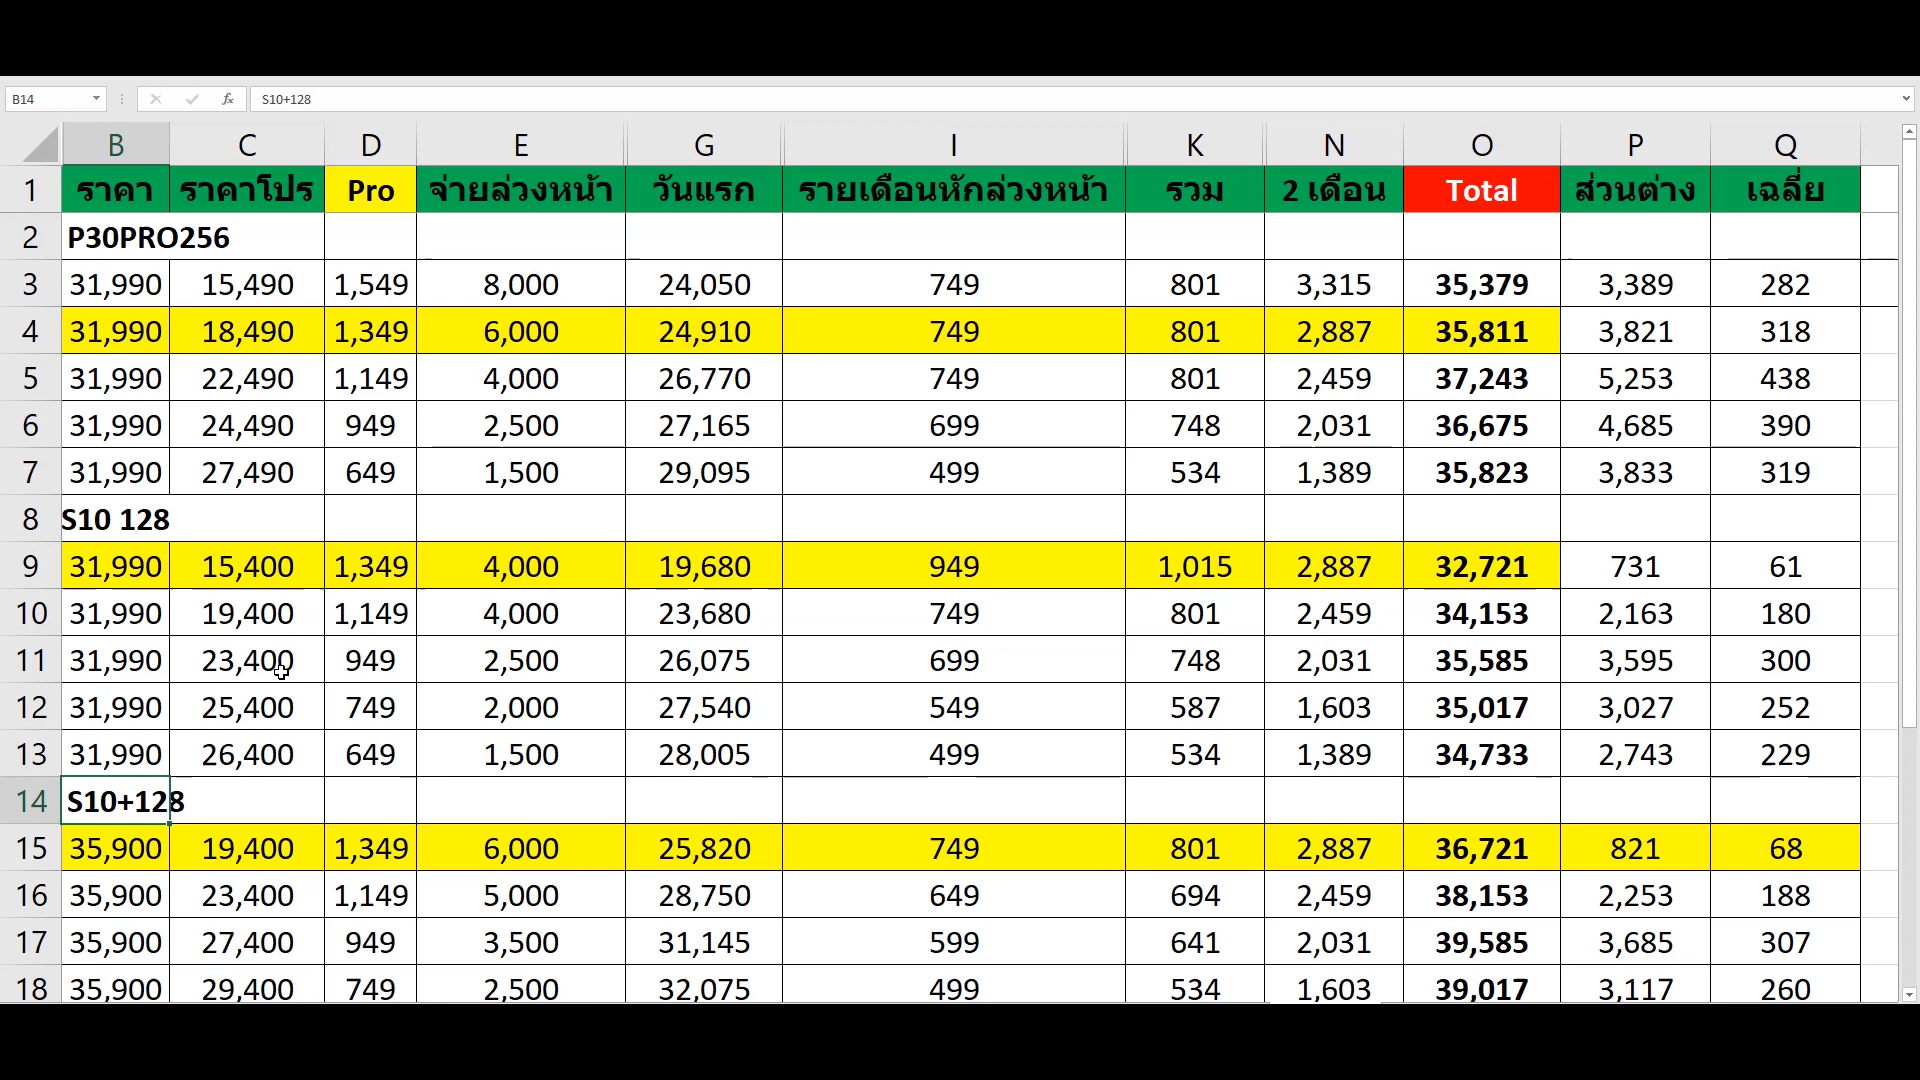 B14 fx S10+128
B C D E G I K N O P Q
1 ราคา ราคาโปร Pro จ่ายล่วงหน้า วันแรก รายเดือนหักล่วงหน้า รวม 2 เดือน Total ส่วนต่าง เฉลี่ย
2 P30PRO256
3 31,990 15,490 1,549 8,000 24,050 749 801 3,315 35,379 3,389 282
4 31,990 18,490 1,349 6,000 24,910 749 801 2,887 35,811 3,821 318
5 31,990 22,490 1,149 4,000 26,770 749 801 2,459 37,243 5,253 438
6 31,990 24,490 949 2,500 27,165 699 748 2,031 36,675 4,685 390
7 31,990 27,490 649 1,500 29,095 499 534 1,389 35,823 3,833 319
8 S10 128
9 31,990 15,400 1,349 4,000 19,680 949 1,015 2,887 32,721 731 61
10 31,990 19,400 1,149 4,000 23,680 749 801 2,459 34,153 2,163 180
11 31,990 23,400 949 2,500 26,075 699 748 2,031 35,585 3,595 300
12 31,990 25,400 749 2,000 27,540 549 587 1,603 35,017 3,027 252
13 31,990 26,400 649 1,500 28,005 499 534 1,389 34,733 2,743 229
14 S10+128
15 35,900 19,400 1,349 6,000 25,820 749 801 2,887 36,721 821 68
16 35,900 23,400 1,149 5,000 28,750 649 694 2,459 38,153 2,253 188
17 35,900 27,400 949 3,500 31,145 599 641 2,031 39,585 3,685 307
18 35,900 29,400 749 2,500 32,075 499 534 1,603 39,017 3,117 260